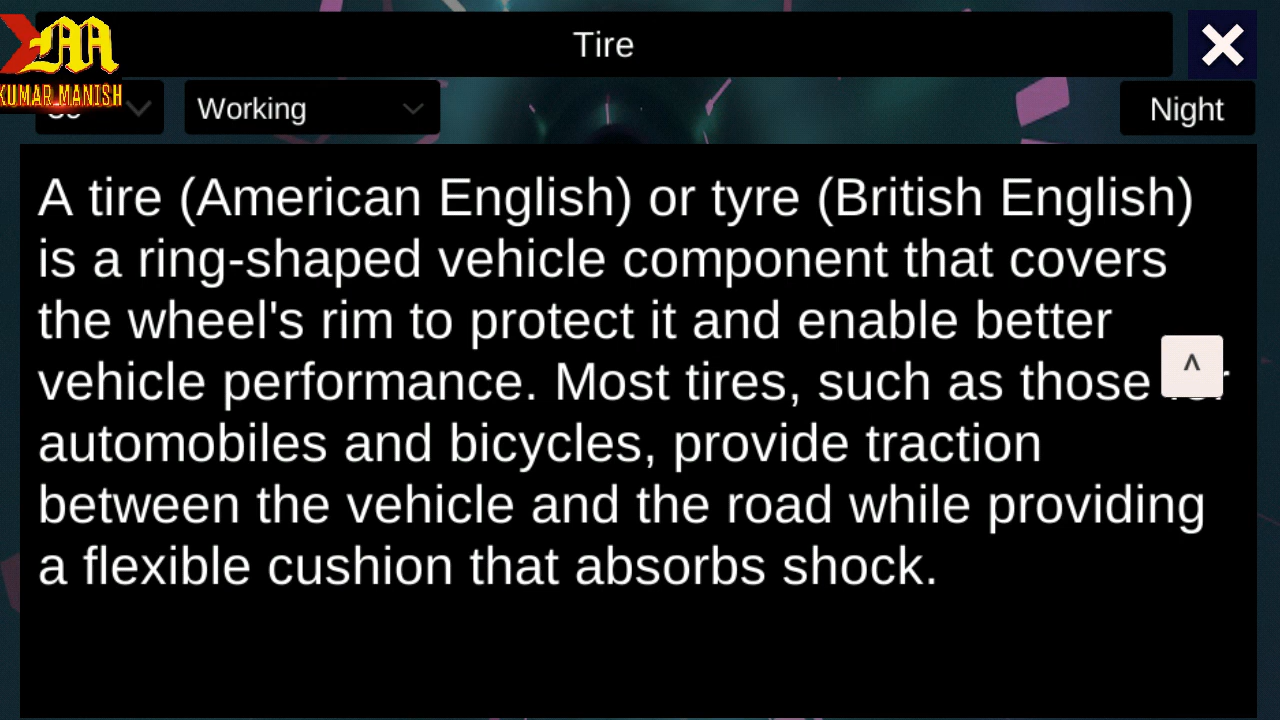 Tire
KUMAR MANISH
Working
Night
A tire (American English) or tyre (British English)
is a ring-shaped vehicle component that covers
the wheel's rim to protect it and enable better
vehicle performance. Most tires, such as those
automobiles and bicycles, provide traction
between the vehicle and the road while providing
a flexible cushion that absorbs shock.